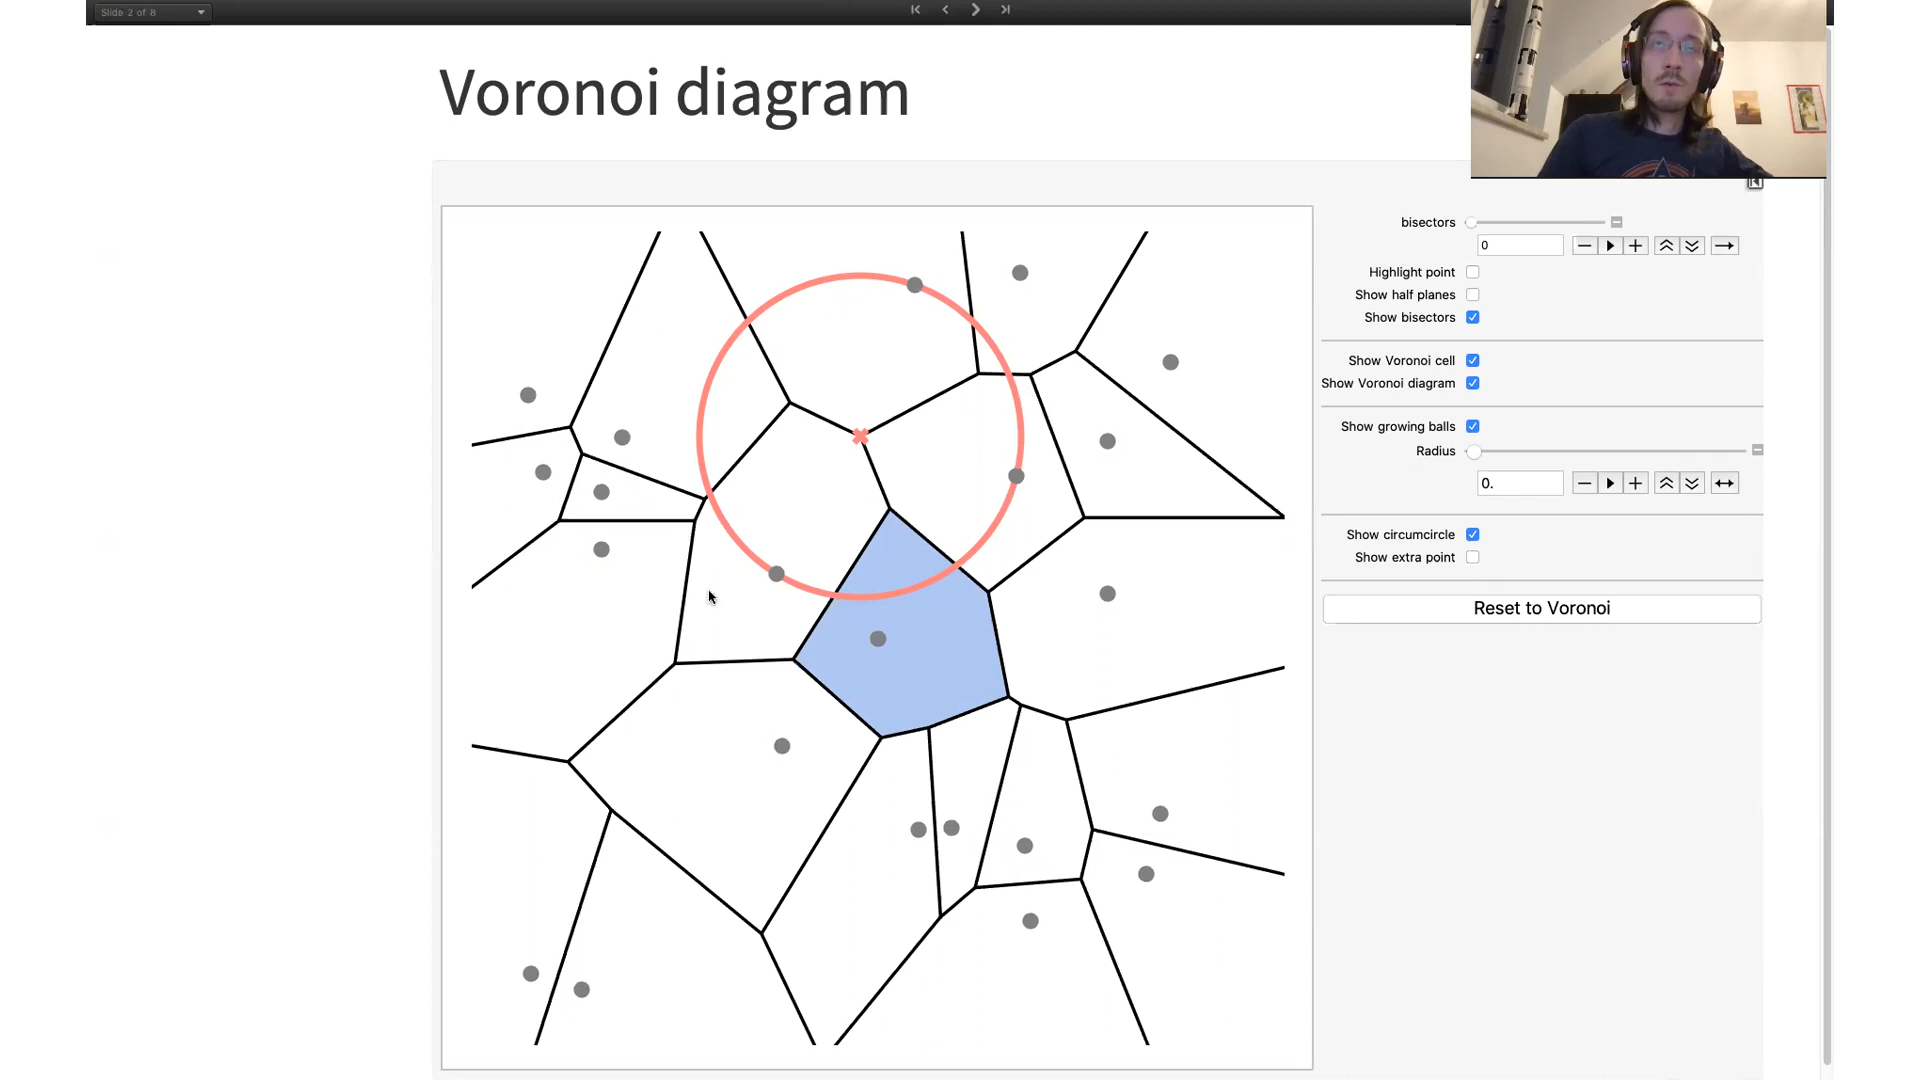 Slide 2 of 8
Voronoi diagram
bisectors
0
Highlight point
Show half planes
Show bisectors
Show Voronoi cell
Show Voronoi diagram
Show growing balls
Radius
0.
Show circumcircle
Show extra point
Reset to Voronoi